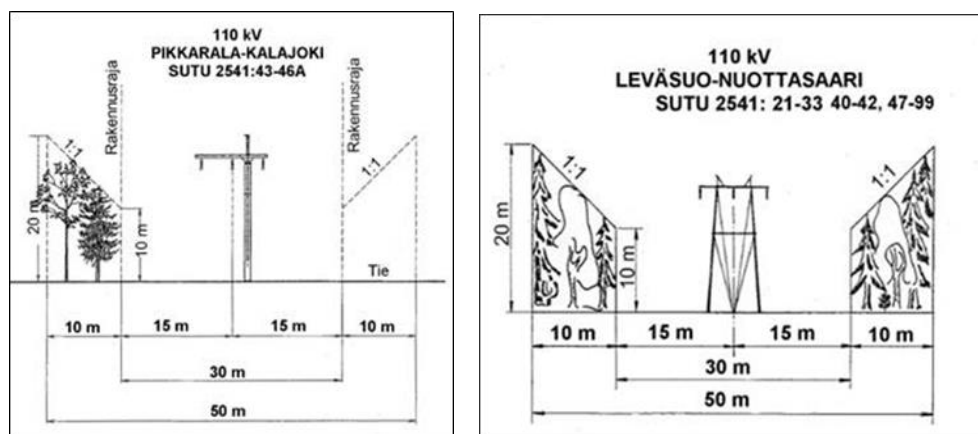 110 kV
PIKKARALA-KALAJOKI
SUTU 2541:43-46A
Rakennusraja
Rakennusraja
1:1
1:1
20 m
10 m
Tie
10 m
15 m
15 m
10 m
30 m
50 m
110 kV
LEVÄSUO-NUOTTASAARI
SUTU 2541: 21-33 40-42, 47-99
1:1
1:1
20 m
10 m
10 m
15 m
15 m
10 m
30 m
50 m